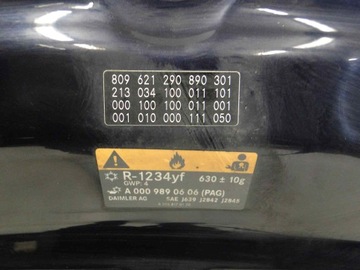 809 621 290 890 301
213 034 100 011 101
000 100 100 011 001
001 010 000 111 050
R-1234yf 630 ± 10g
GWP: 4
A 000 989 06 06 (PAG)
DAIMLER AG SAE J639 J2842 J2845